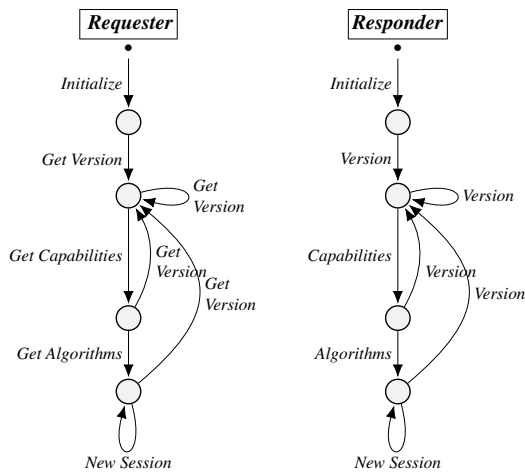 Requester
Initialize
Get Version
Get
Version
Get Capabilities
Get
Version
Get
Version
Get Algorithms
New Session
Responder
Initialize
Version
Version
Capabilities
Version
Version
Algorithms
New Session